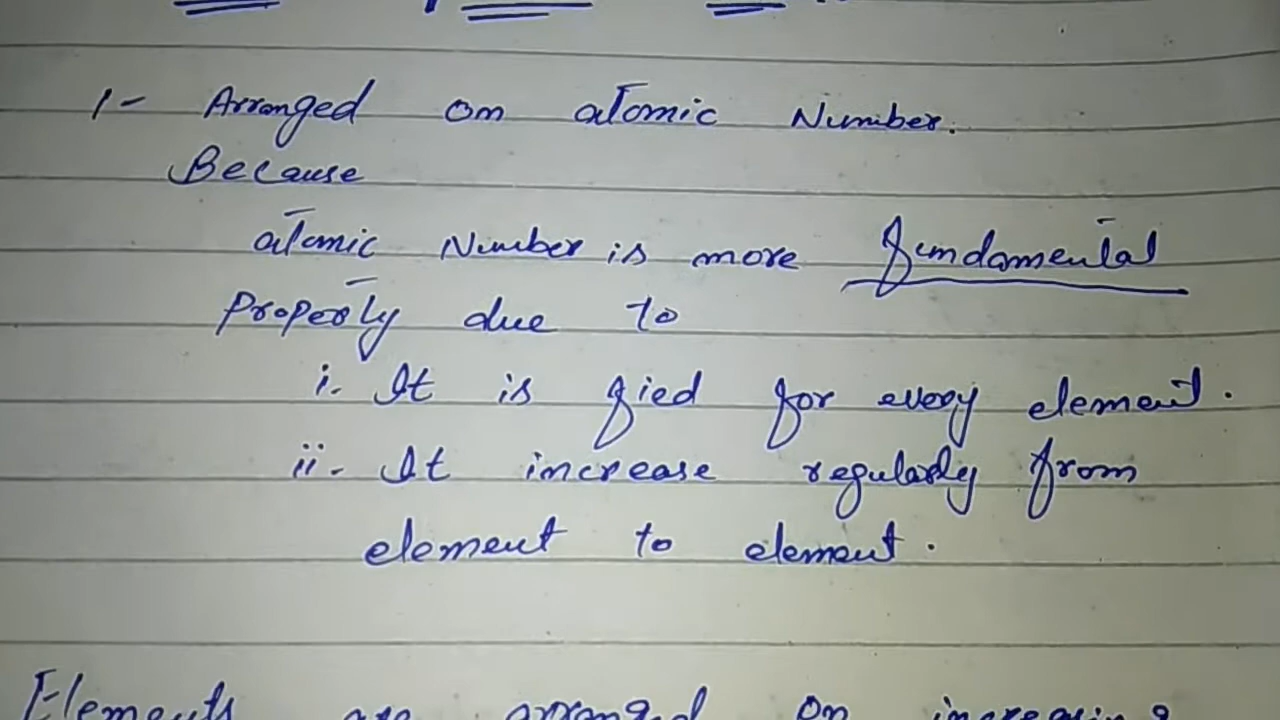 1- Arranged on atomic Number.
Because
atomic Number is more fundamental
Property due to
i. It is fied for every element.
ii. It increase regularly from
element to element.
Elements are arranged on increasing